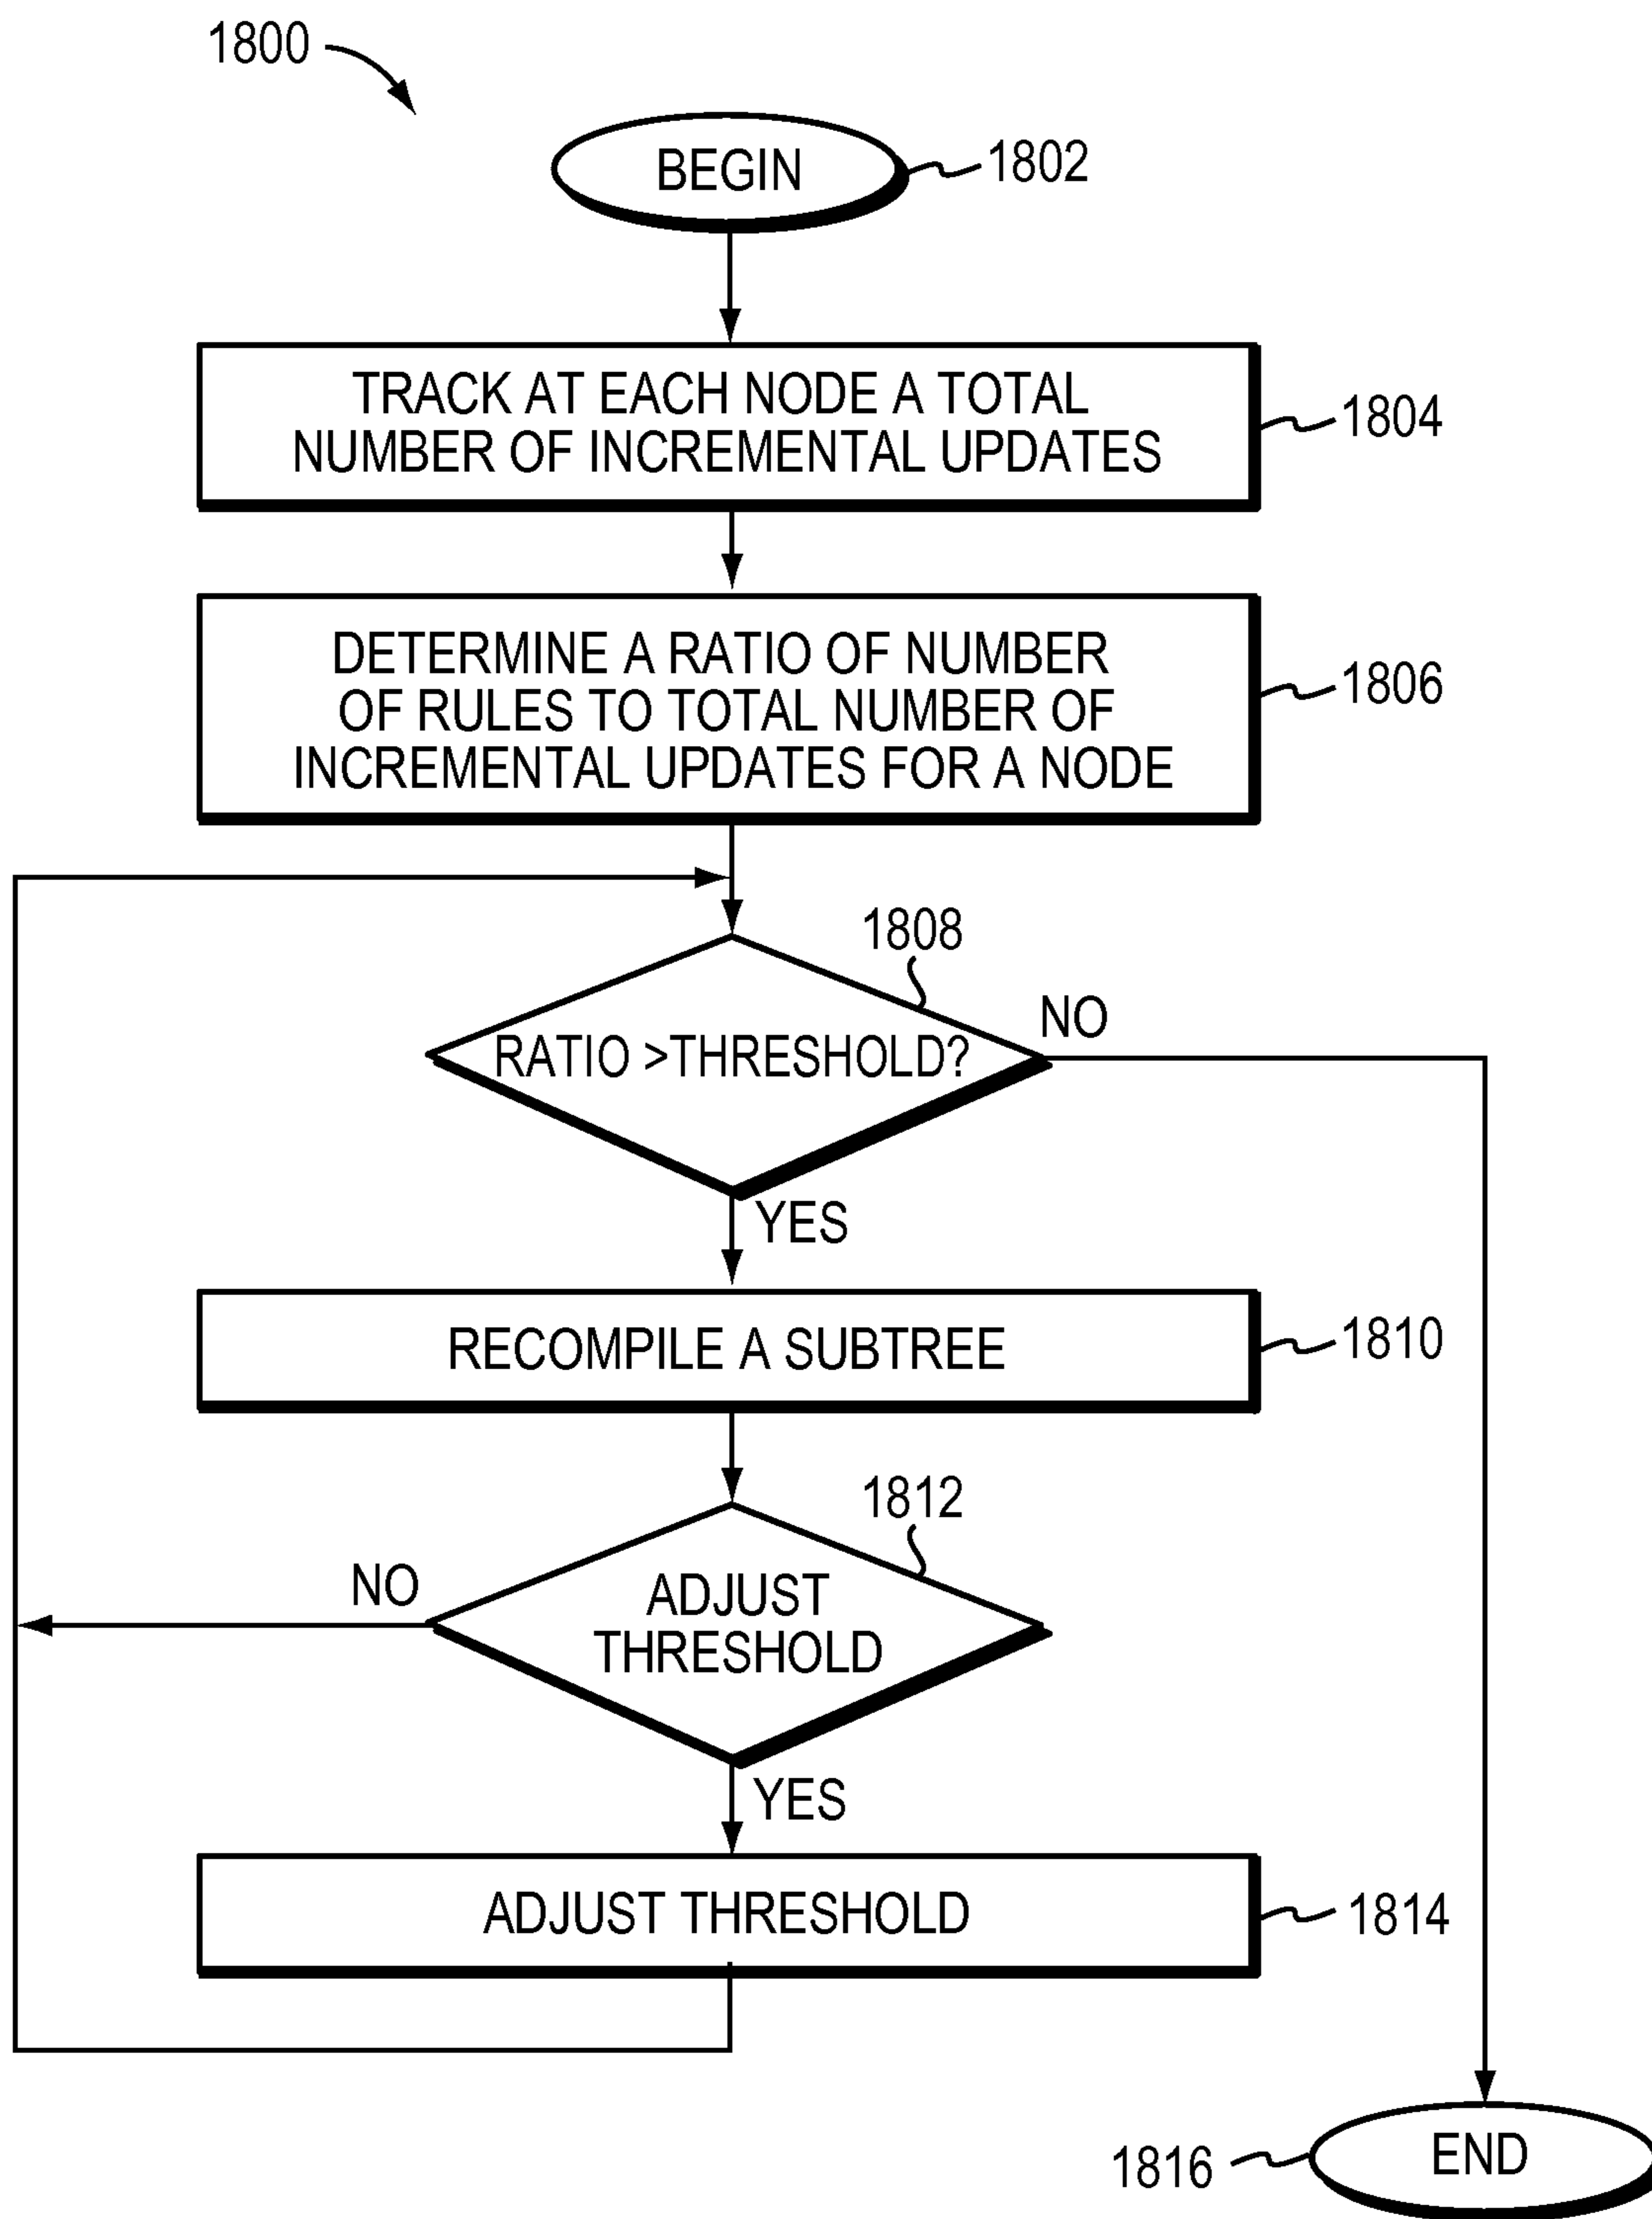 1800
BEGIN
1802
TRACK AT EACH NODE A TOTAL
NUMBER OF INCREMENTAL UPDATES
1804
DETERMINE A RATIO OF NUMBER
OF RULES TO TOTAL NUMBER OF
INCREMENTAL UPDATES FOR A NODE
1806
1808
RATIO >THRESHOLD?
NO
YES
RECOMPILE A SUBTREE
1810
1812
ADJUST
THRESHOLD
NO
YES
ADJUST THRESHOLD
1814
END
1816